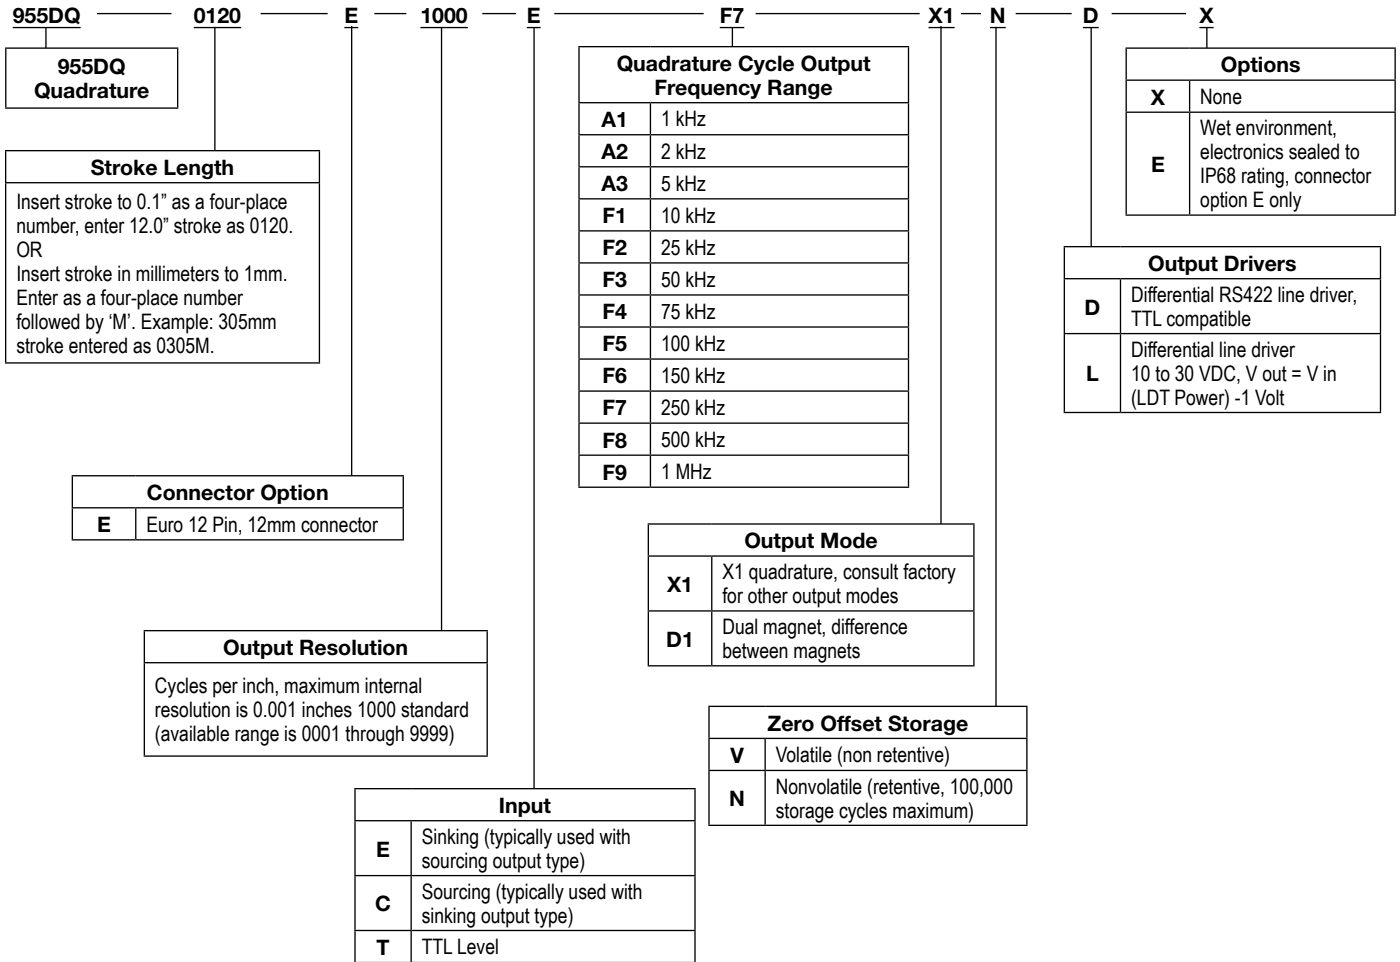 955DQ 0120 E 1000 E F7 X1 N D X
955DQ
Quadrature
Stroke Length
Insert stroke to 0.1” as a four-place
number, enter 12.0” stroke as 0120.
OR
Insert stroke in millimeters to 1mm.
Enter as a four-place number
followed by ‘M’. Example: 305mm
stroke entered as 0305M.
Connector Option
E Euro 12 Pin, 12mm connector
Output Resolution
Cycles per inch, maximum internal
resolution is 0.001 inches 1000 standard
(available range is 0001 through 9999)
Input
E Sinking (typically used with
sourcing output type)
C Sourcing (typically used with
sinking output type)
T TTL Level
Quadrature Cycle Output
Frequency Range
A1 1 kHz
A2 2 kHz
A3 5 kHz
F1 10 kHz
F2 25 kHz
F3 50 kHz
F4 75 kHz
F5 100 kHz
F6 150 kHz
F7 250 kHz
F8 500 kHz
F9 1 MHz
Output Mode
X1 X1 quadrature, consult factory
for other output modes
D1 Dual magnet, difference
between magnets
Zero Offset Storage
V Volatile (non retentive)
N Nonvolatile (retentive, 100,000
storage cycles maximum)
Output Drivers
D Differential RS422 line driver,
TTL compatible
L Differential line driver
10 to 30 VDC, V out = V in
(LDT Power) -1 Volt
Options
X None
E Wet environment,
electronics sealed to
IP68 rating, connector
option E only